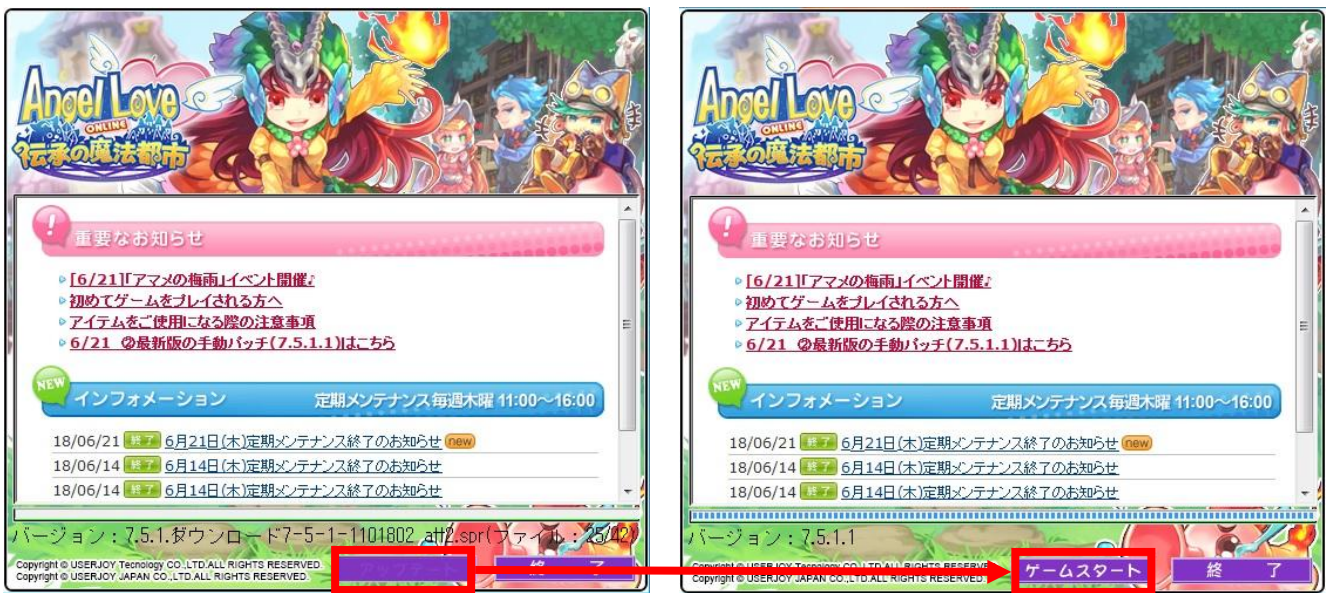 Angel Love
ONLINE
伝承の魔法都市
重要なお知らせ
[6/21]「アマメの梅雨」イベント開催♪
初めてゲームをプレイされる方へ
アイテムをご使用になる際の注意事項
6/21 ②最新版の手動パッチ(7.5.1.1)はこちら
NEW
インフォメーション 定期メンテナンス毎週木曜 11:00～16:00
18/06/21 終了 6月21日(木)定期メンテナンス終了のお知らせ new
18/06/14 終了 6月14日(木)定期メンテナンス終了のお知らせ
18/06/14 終了 6月14日(木)定期メンテナンス終了のお知らせ
バージョン：7.5.1.ダウンロード7-5-1-1101802_att2.spr(ファイル：25/42)
Copyright © USERJOY Tecnology CO.,LTD.ALL RIGHTS RESERVED.
Copyright © USERJOY JAPAN CO.,LTD.ALL RIGHTS RESERVED.
アップデート 終 了
Angel Love
ONLINE
伝承の魔法都市
重要なお知らせ
[6/21]「アマメの梅雨」イベント開催♪
初めてゲームをプレイされる方へ
アイテムをご使用になる際の注意事項
6/21 ②最新版の手動パッチ(7.5.1.1)はこちら
NEW
インフォメーション 定期メンテナンス毎週木曜 11:00～16:00
18/06/21 終了 6月21日(木)定期メンテナンス終了のお知らせ new
18/06/14 終了 6月14日(木)定期メンテナンス終了のお知らせ
18/06/14 終了 6月14日(木)定期メンテナンス終了のお知らせ
バージョン：7.5.1.1
Copyright © USERJOY Tecnology CO.,LTD.ALL RIGHTS RESERVE
Copyright © USERJOY JAPAN CO.,LTD.ALL RIGHTS RESERVED.
ゲームスタート 終 了